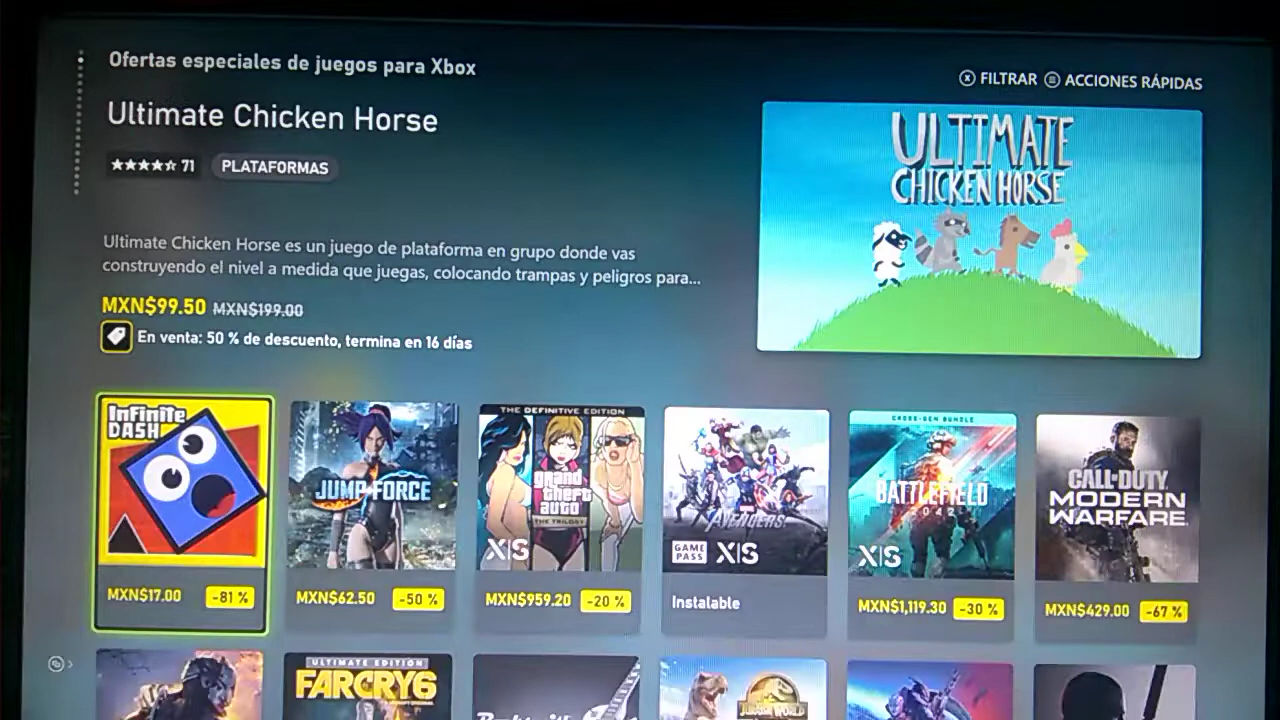 Ofertas especiales de juegos para Xbox
FILTRAR ACCIONES RÁPIDAS
Ultimate Chicken Horse
71 PLATAFORMAS
ULTIMATE
CHICKEN HORSE
Ultimate Chicken Horse es un juego de plataforma en grupo donde vas
construyendo el nivel a medida que juegas, colocando trampas y peligros para...
MXN$99.50 MXN$199.00
En venta: 50 % de descuento, termina en 16 días
Infinite
DASH
MXN$17.00 -81 %
JUMP FORCE
MXN$62.50 -50 %
THE DEFINITIVE EDITION
grand
theft
auto
THE TRILOGY
X|S
MXN$959.20 -20 %
AVENGERS
GAME
PASS
X|S
Instalable
CROSS-GEN BUNDLE
BATTLEFIELD
2042
X|S
MXN$1,119.30 -30 %
CALL·DUTY
MODERN
WARFARE
MXN$429.00 -67 %
ULTIMATE EDITION
FARCRY6
JURASSIC WORLD